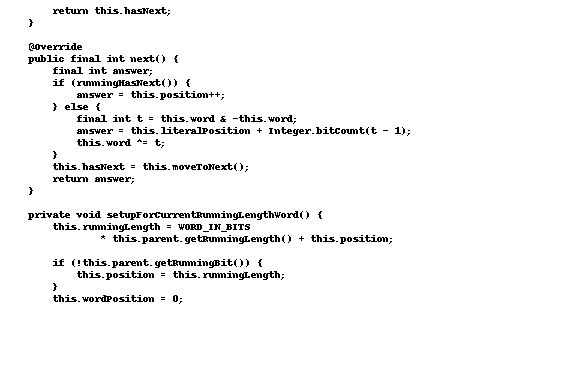 return this.hasNext;
}

@Override
public final int next() {
    final int answer;
    if (runningHasNext()) {
        answer = this.position++;
    } else {
        final int t = this.word & -this.word;
        answer = this.literalPosition + Integer.bitCount(t - 1);
        this.word ^= t;
    }
    this.hasNext = this.moveToNext();
    return answer;
}

private void setupForCurrentRunningLengthWord() {
    this.runningLength = WORD_IN_BITS
            * this.parent.getRunningLength() + this.position;

    if (!this.parent.getRunningBit()) {
        this.position = this.runningLength;
    }
    this.wordPosition = 0;